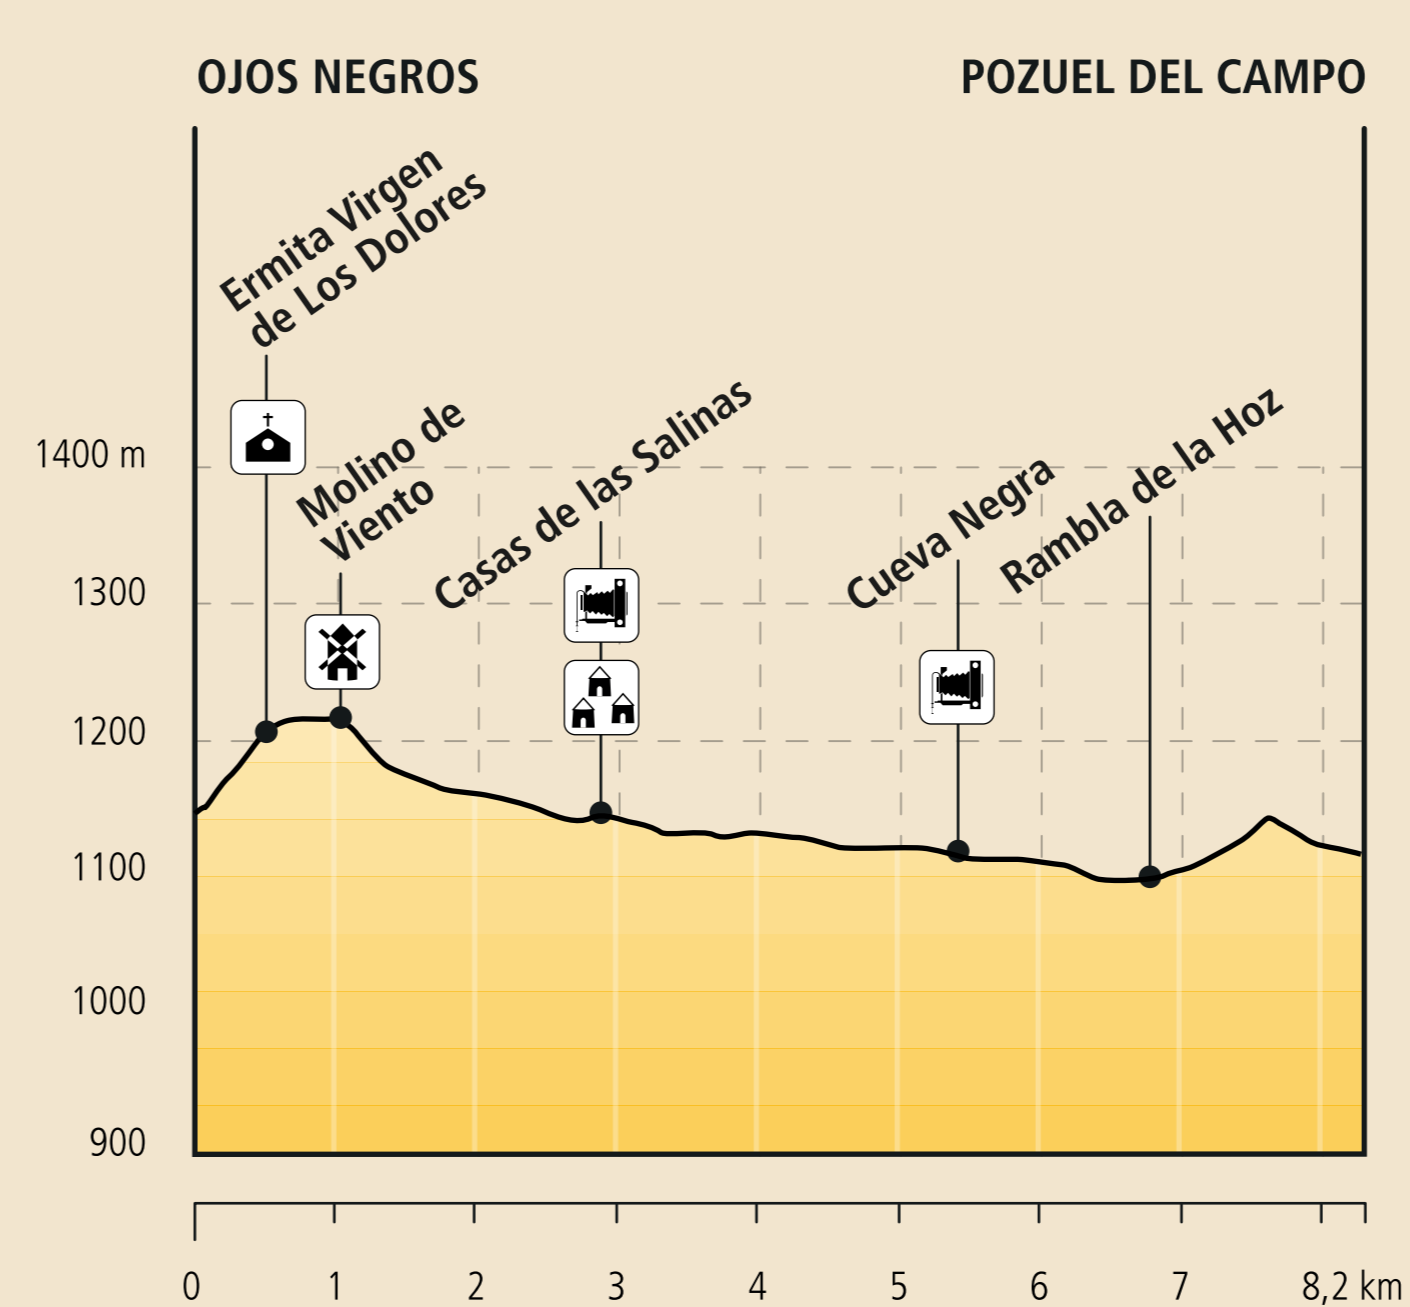 OJOS NEGROS
POZUEL DEL CAMPO
Ermita Virgen
de Los Dolores
Molino de
Viento
Casas de las Salinas
Cueva Negra
Rambla de la Hoz
1400 m
1300
1200
1100
1000
900
0 1 2 3 4 5 6 7 8,2 km